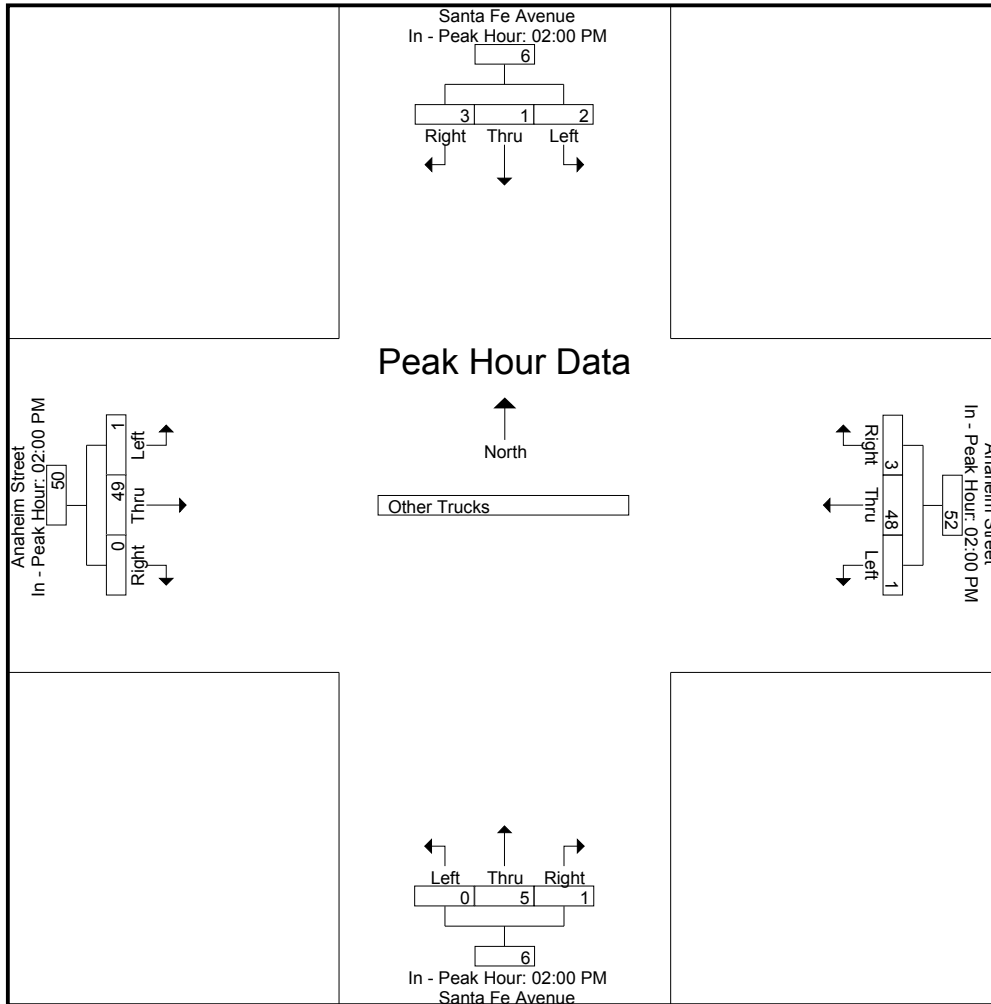 Santa Fe Avenue
In - Peak Hour: 02:00 PM
6
3 1 2
Right Thru Left
Peak Hour Data
North
Other Trucks
Anaheim Street
In - Peak Hour: 02:00 PM
50
1 49 0
Left Thru Right
Anaheim Street
In - Peak Hour: 02:00 PM
52
3 48 1
Right Thru Left
Left Thru Right
0 5 1
6
In - Peak Hour: 02:00 PM
Santa Fe Avenue